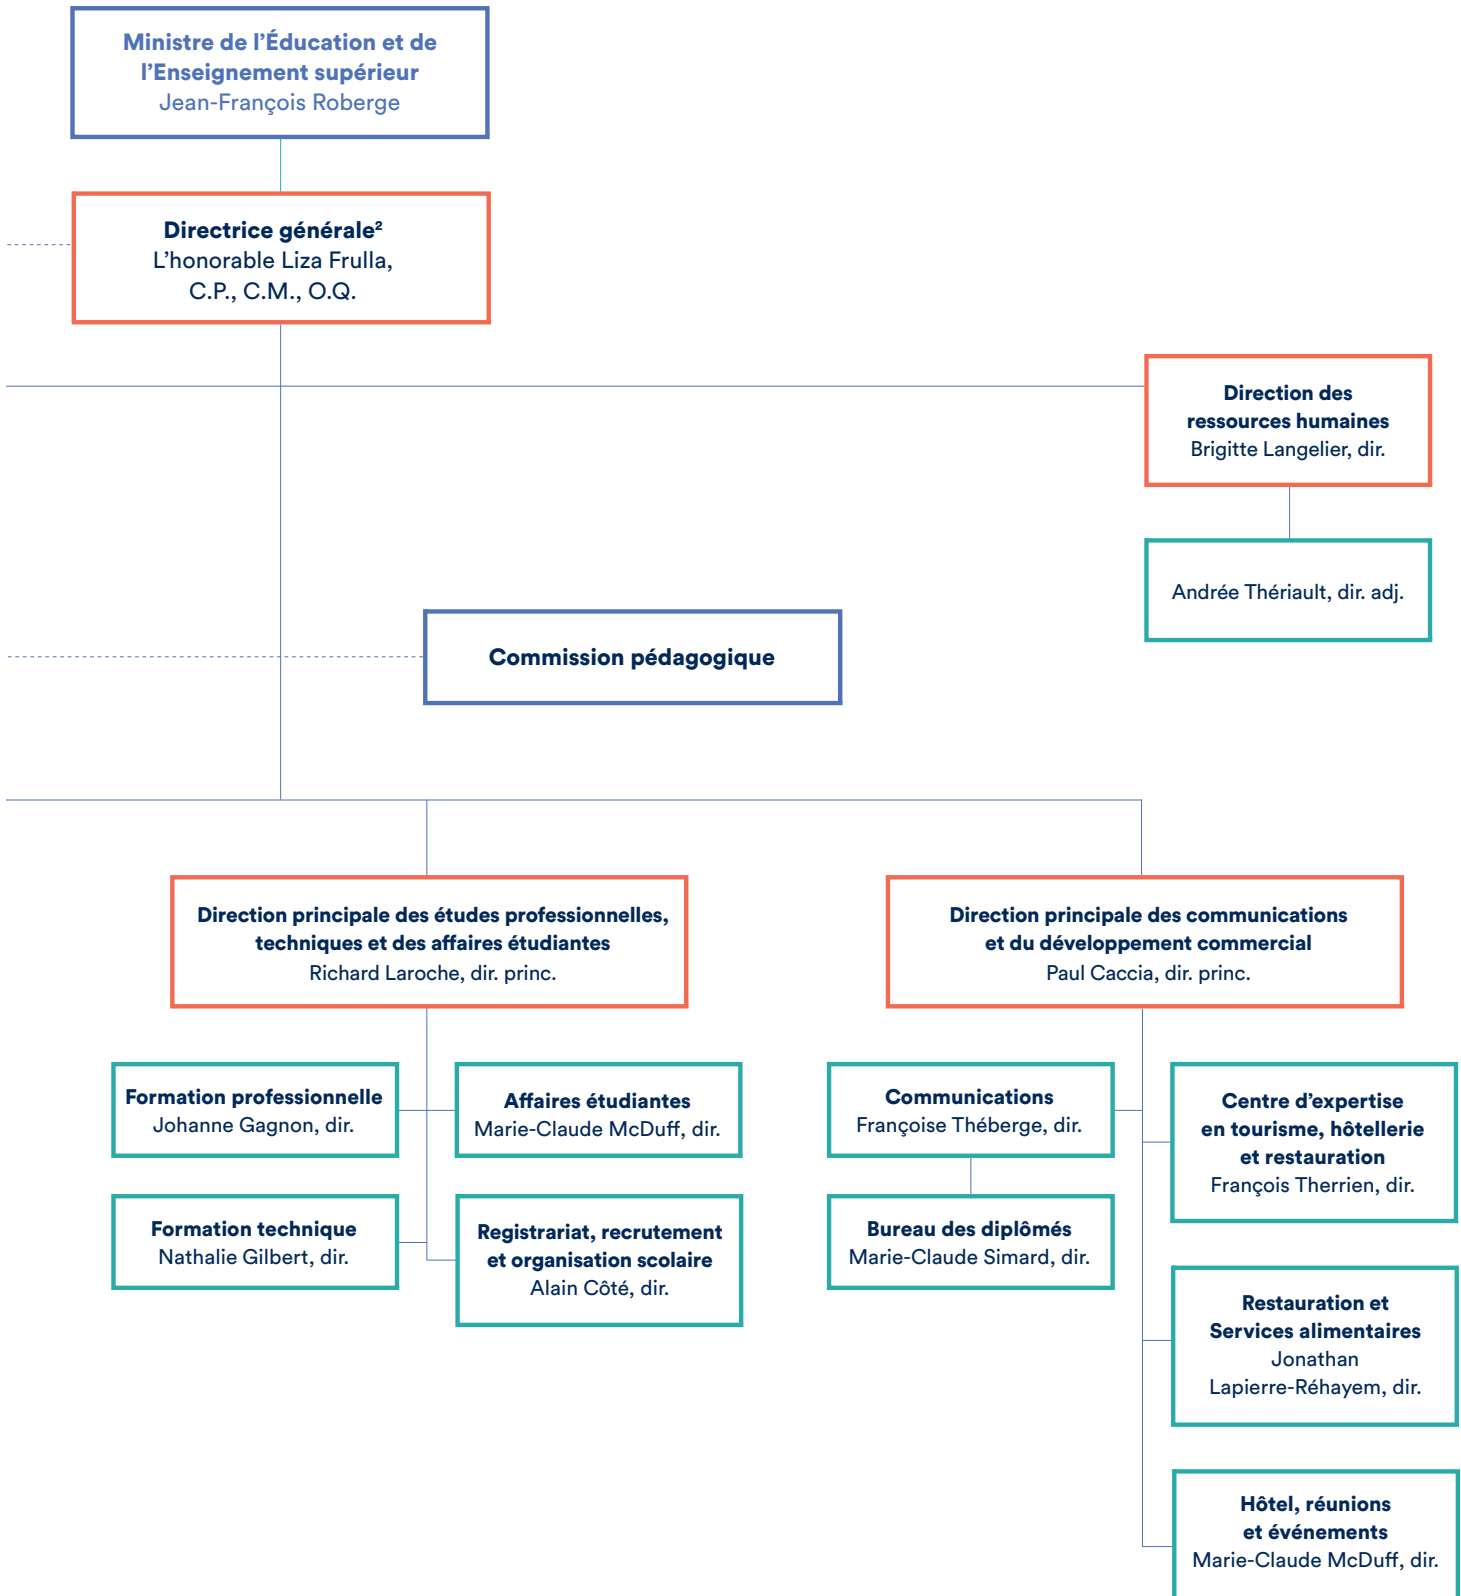 Ministre de l’Éducation et de
l’Enseignement supérieur
Jean-François Roberge
Directrice générale²
L’honorable Liza Frulla,
C.P., C.M., O.Q.
Direction des
ressources humaines
Brigitte Langelier, dir.
Andrée Thériault, dir. adj.
Commission pédagogique
Direction principale des études professionnelles,
techniques et des affaires étudiantes
Richard Laroche, dir. princ.
Direction principale des communications
et du développement commercial
Paul Caccia, dir. princ.
Formation professionnelle
Johanne Gagnon, dir.
Affaires étudiantes
Marie-Claude McDuff, dir.
Formation technique
Nathalie Gilbert, dir.
Registrariat, recrutement
et organisation scolaire
Alain Côté, dir.
Communications
Françoise Théberge, dir.
Bureau des diplômés
Marie-Claude Simard, dir.
Centre d’expertise
en tourisme, hôtellerie
et restauration
François Therrien, dir.
Restauration et
Services alimentaires
Jonathan
Lapierre-Réhayem, dir.
Hôtel, réunions
et événements
Marie-Claude McDuff, dir.